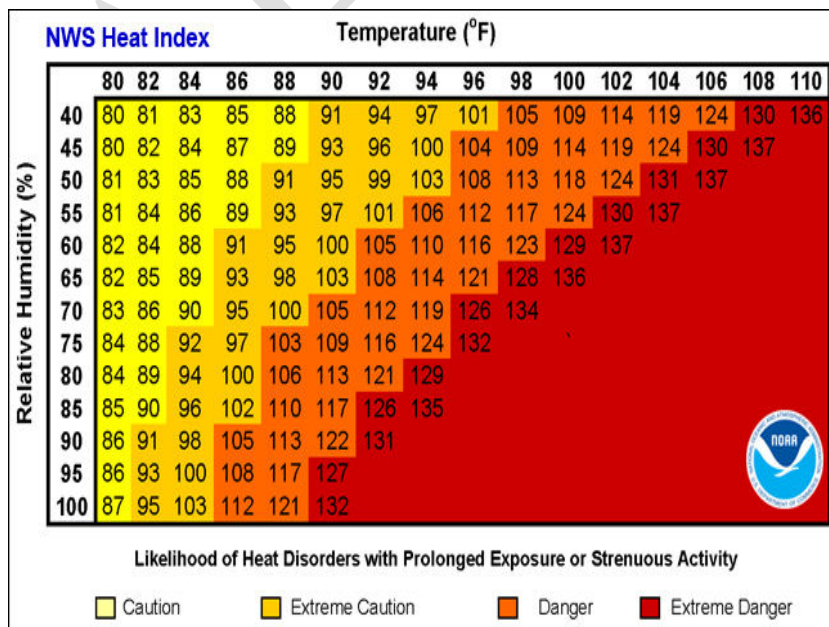 NWS Heat Index Temperature (°F)
80 82 84 86 88 90 92 94 96 98 100 102 104 106 108 110
40 80 81 83 85 88 91 94 97 101 105 109 114 119 124 130 136
45 80 82 84 87 89 93 96 100 104 109 114 119 124 130 137
50 81 83 85 88 91 95 99 103 108 113 118 124 131 137
55 81 84 86 89 93 97 101 106 112 117 124 130 137
60 82 84 88 91 95 100 105 110 116 123 129 137
65 82 85 89 93 98 103 108 114 121 128 136
70 83 86 90 95 100 105 112 119 126 134
75 84 88 92 97 103 109 116 124 132
80 84 89 94 100 106 113 121 129
85 85 90 96 102 110 117 126 135
90 86 91 98 105 113 122 131
95 86 93 100 108 117 127
100 87 95 103 112 121 132
Relative Humidity (%)
NOAA
Likelihood of Heat Disorders with Prolonged Exposure or Strenuous Activity
Caution Extreme Caution Danger Extreme Danger